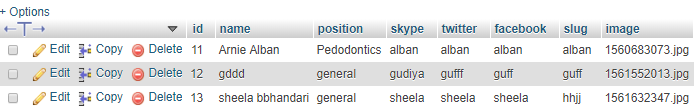 + Options
id name position skype twitter facebook slug image
Edit Copy Delete 11 Arnie Alban Pedodontics alban alban alban alban 1560683073.jpg
Edit Copy Delete 12 gddd general gudiya gufff guff guff 1561552013.jpg
Edit Copy Delete 13 sheela bbhandari general sheela sheela sheela hhjj 1561632347.jpg